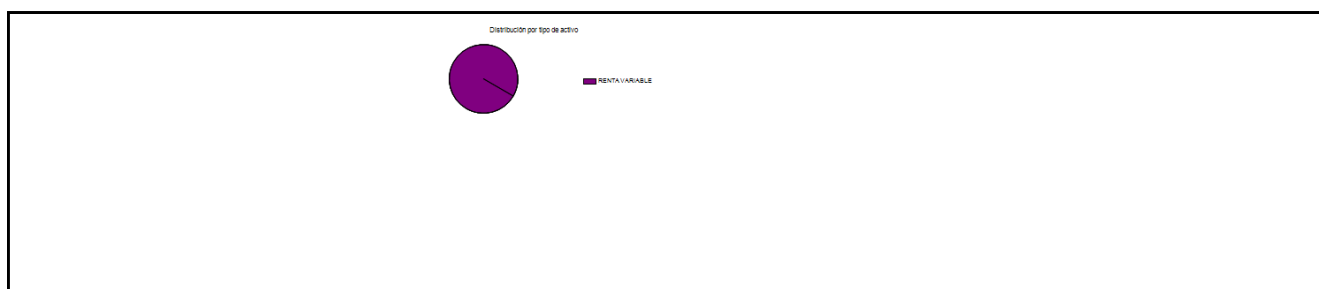 Distribución por tipo de activo
RENTA VARIABLE